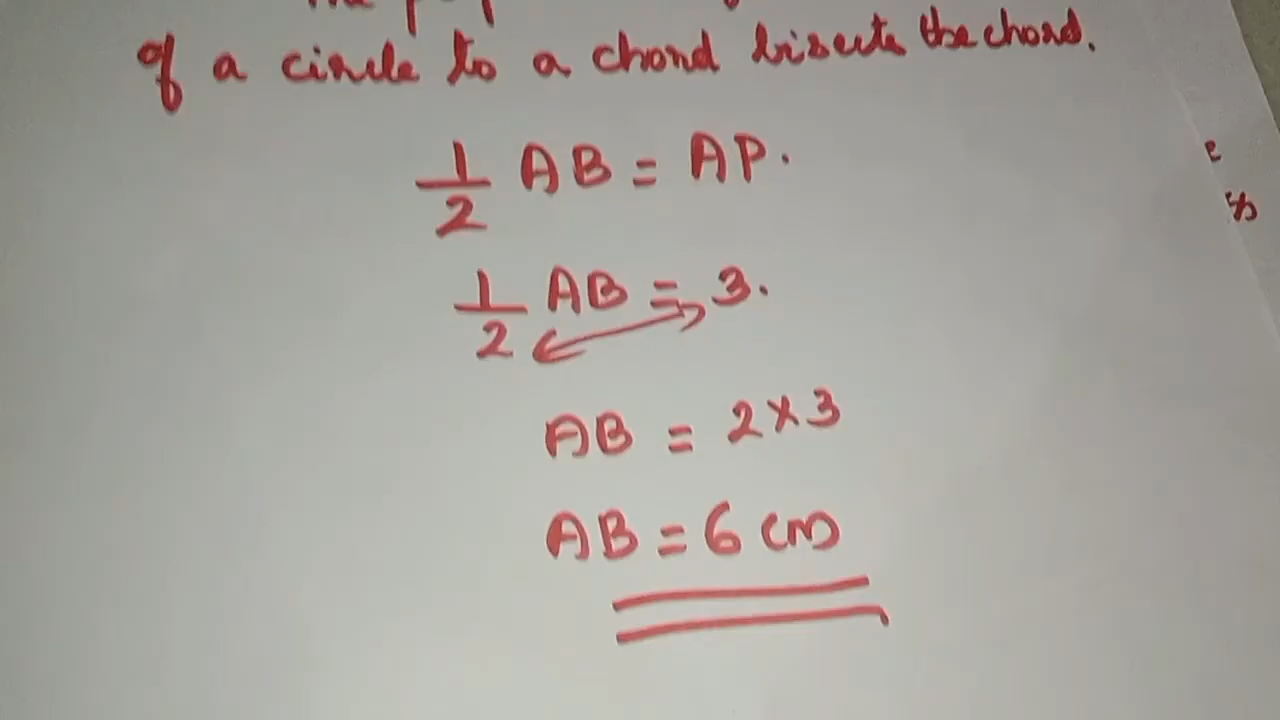 The
of a circle to a chord bisects the chord.
1/2 AB = AP.
1/2 AB = 3.
AB = 2×3
AB = 6 cm